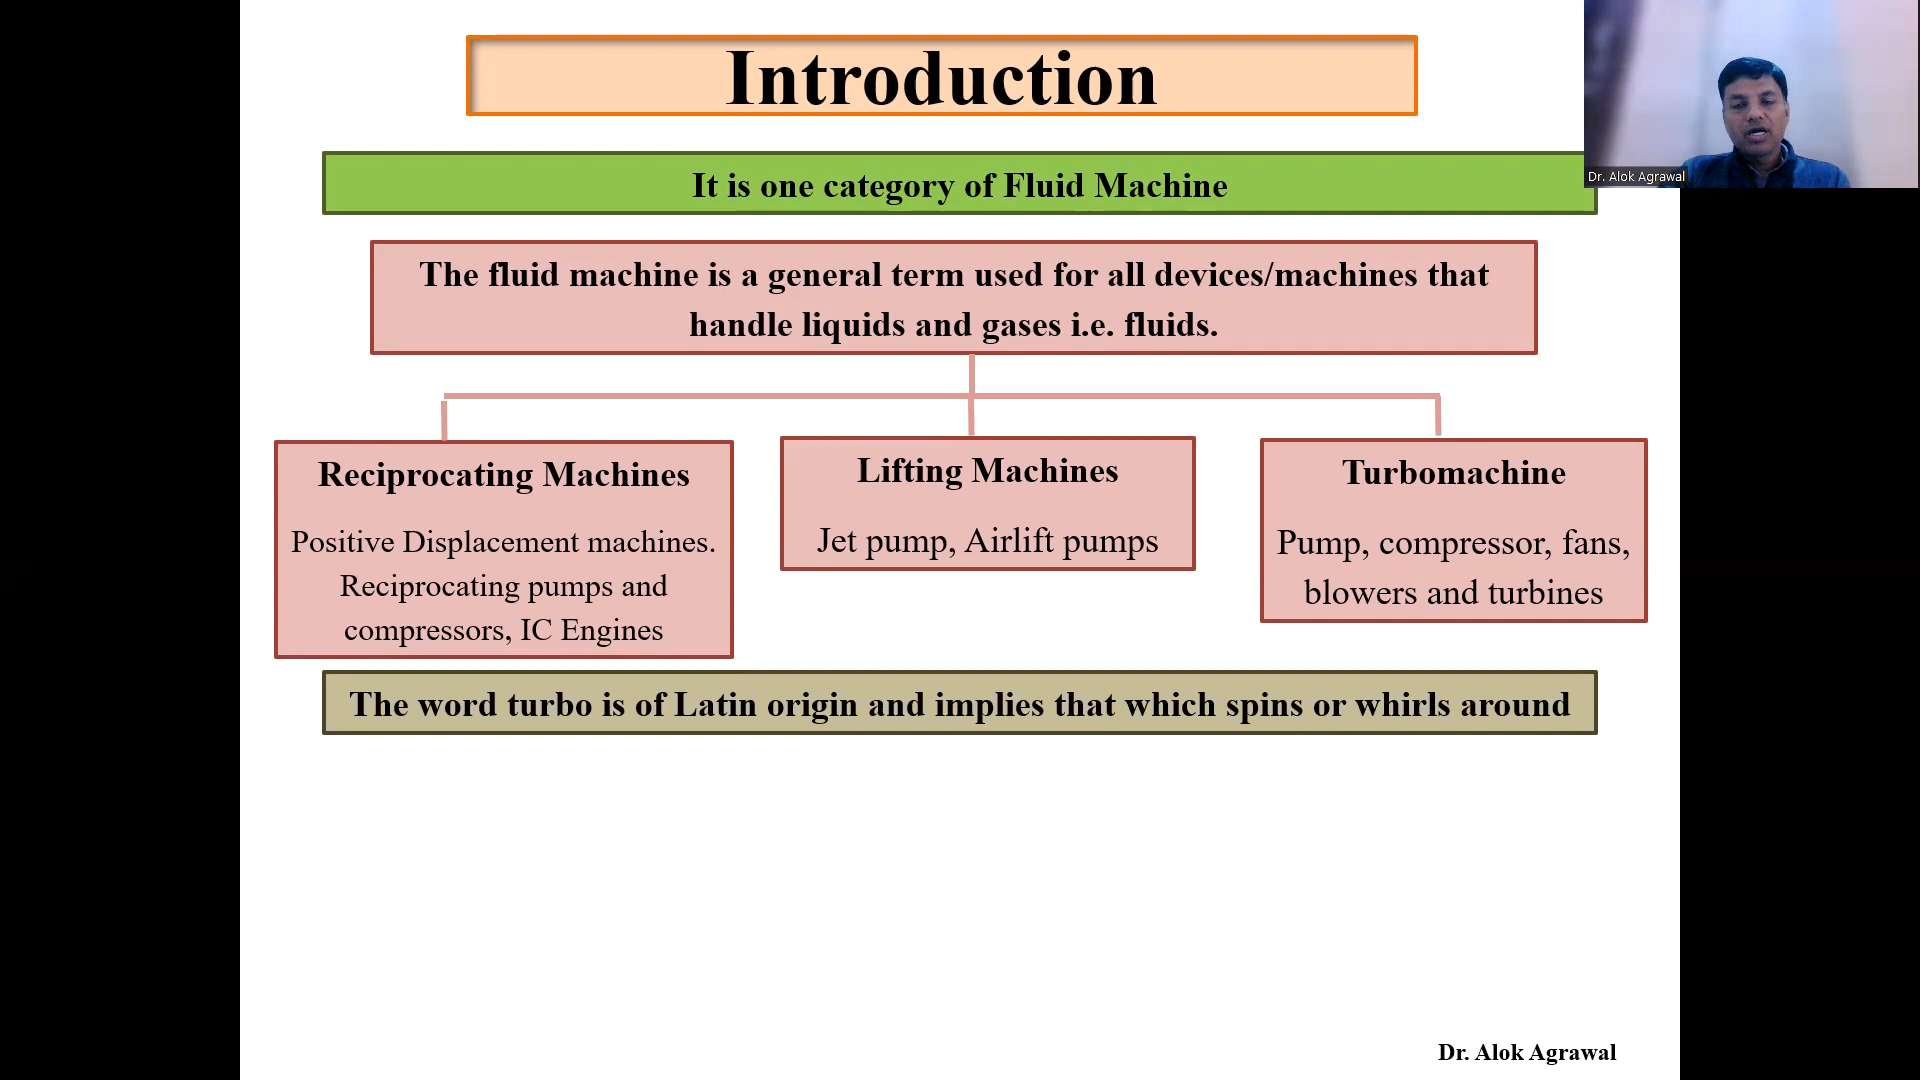 Introduction
Dr. Alok Agrawal
It is one category of Fluid Machine
The fluid machine is a general term used for all devices/machines that
handle liquids and gases i.e. fluids.
Reciprocating Machines
Positive Displacement machines.
Reciprocating pumps and
compressors, IC Engines
Lifting Machines
Jet pump, Airlift pumps
Turbomachine
Pump, compressor, fans,
blowers and turbines
The word turbo is of Latin origin and implies that which spins or whirls around
Dr. Alok Agrawal